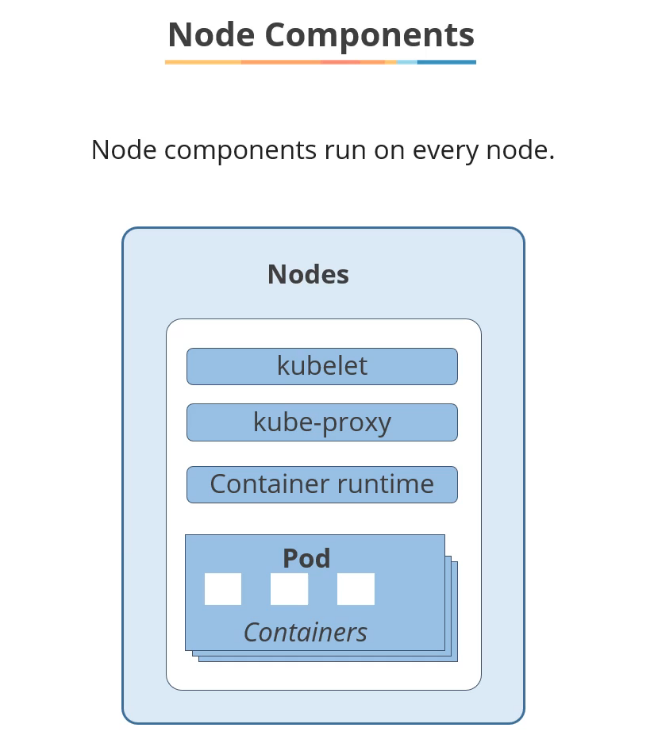 Node Components
Node components run on every node.
Nodes
kubelet
kube-proxy
Container runtime
Pod
Containers